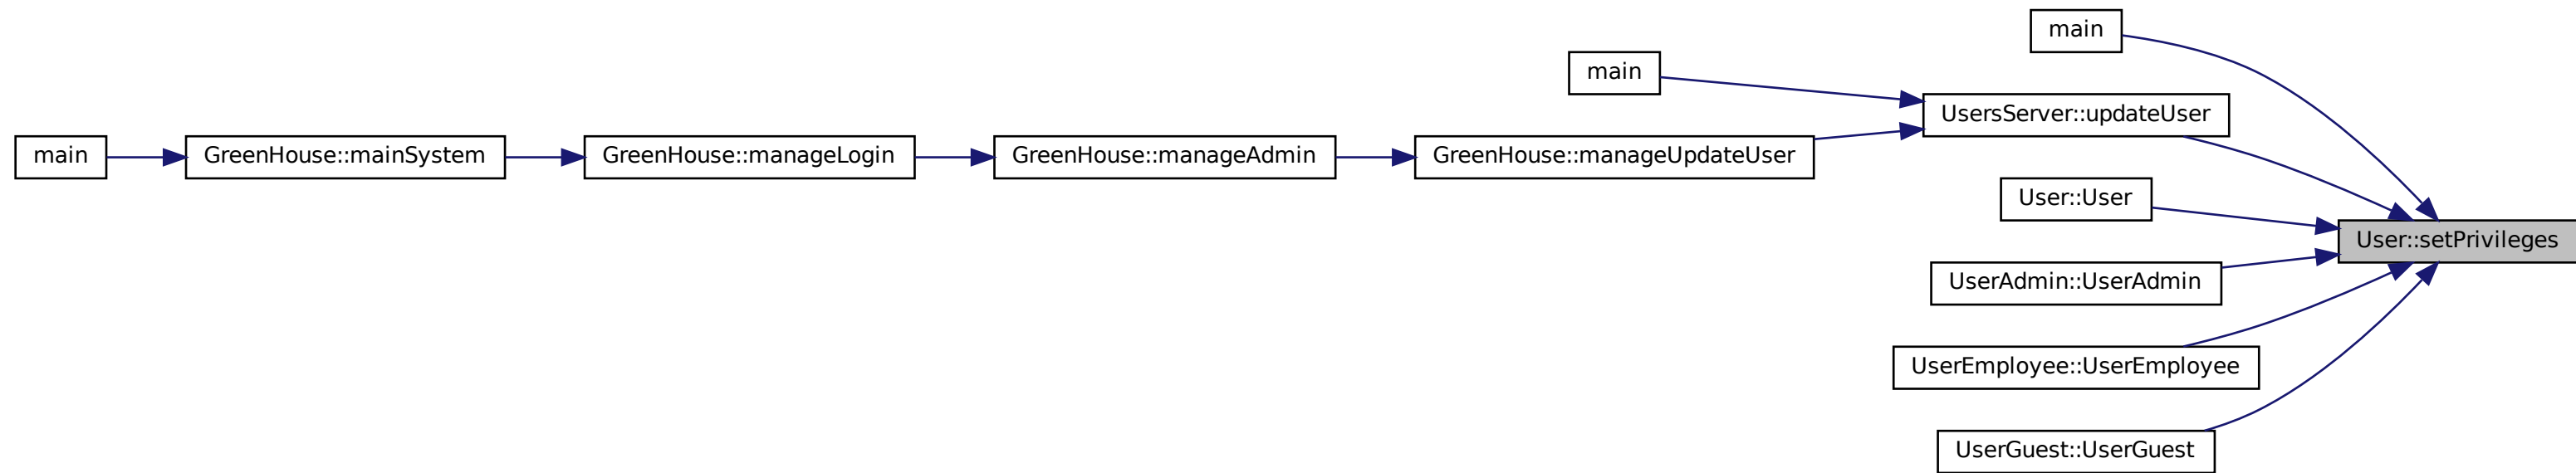 main
main
UsersServer::updateUser
main
GreenHouse::mainSystem
GreenHouse::manageLogin
GreenHouse::manageAdmin
GreenHouse::manageUpdateUser
User::User
User::setPrivileges
UserAdmin::UserAdmin
UserEmployee::UserEmployee
UserGuest::UserGuest